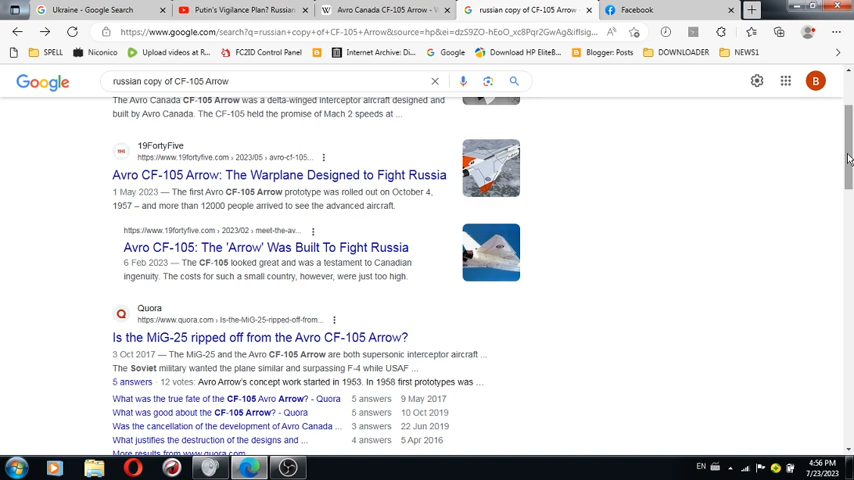 Ukraine - Google Search
Putin's Vigilance Plan? Russian
Avro Canada CF-105 Arrow - W
russian copy of CF-105 Arrow - G
Facebook
https://www.google.com/search?q=russian+copy+of+CF-105+Arrow&source=hp&ei=dzS9ZO-hEoO_xc8Pqr2GwAg&iflsig...
SPELL
Niconico
Upload videos at R...
FC2ID Control Panel
Internet Archive: Di...
Google
Download HP EliteB...
Blogger: Posts
DOWNLOADER
NEWS1
Google
russian copy of CF-105 Arrow
B
The Avro Canada CF-105 Arrow was a delta-winged interceptor aircraft designed and
built by Avro Canada. The CF-105 held the promise of Mach 2 speeds at ...
19FortyFive
https://www.19fortyfive.com › 2023/05 › avro-cf-105...
Avro CF-105 Arrow: The Warplane Designed to Fight Russia
1 May 2023 — The first Avro CF-105 Arrow prototype was rolled out on October 4,
1957 – and more than 12000 people arrived to see the advanced aircraft.
https://www.19fortyfive.com › 2023/02 › meet-the-av...
Avro CF-105: The 'Arrow' Was Built To Fight Russia
6 Feb 2023 — The CF-105 looked great and was a testament to Canadian
ingenuity. The costs for such a small country, however, were just too high.
Quora
https://www.quora.com › Is-the-MiG-25-ripped-off-from...
Is the MiG-25 ripped off from the Avro CF-105 Arrow?
3 Oct 2017 — The MiG-25 and the Avro CF-105 Arrow are both supersonic interceptor aircraft ...
The Soviet military wanted the plane similar and surpassing F-4 while USAF ...
5 answers · 12 votes: Avro Arrow's concept work started in 1953. In 1958 first prototypes was ...
What was the true fate of the CF-105 Avro Arrow? - Quora 5 answers 9 May 2017
What was good about the CF-105 Arrow? - Quora 5 answers 10 Oct 2019
Was the cancellation of the development of Avro Canada ... 3 answers 22 Jun 2019
What justifies the destruction of the designs and ... 4 answers 5 Apr 2016
More results from www.quora.com
EN
4:56 PM
7/23/2023